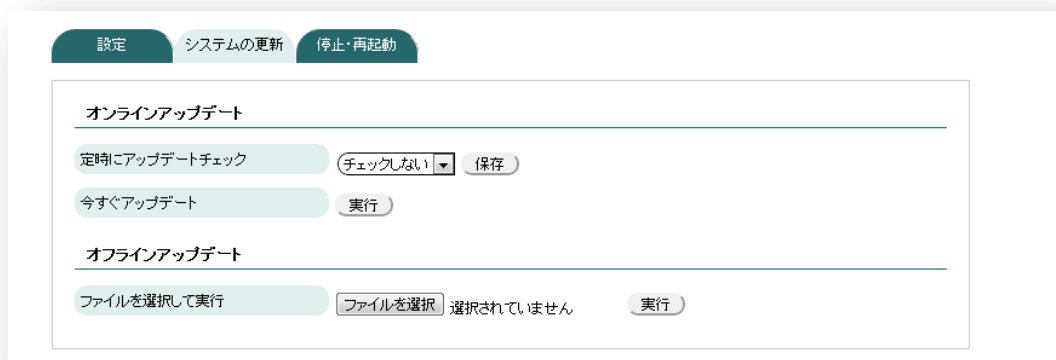 設定 システムの更新 停止・再起動
オンラインアップデート
定時にアップデートチェック チェックしない 保存
今すぐアップデート 実行
オフラインアップデート
ファイルを選択して実行 ファイルを選択 選択されていません 実行